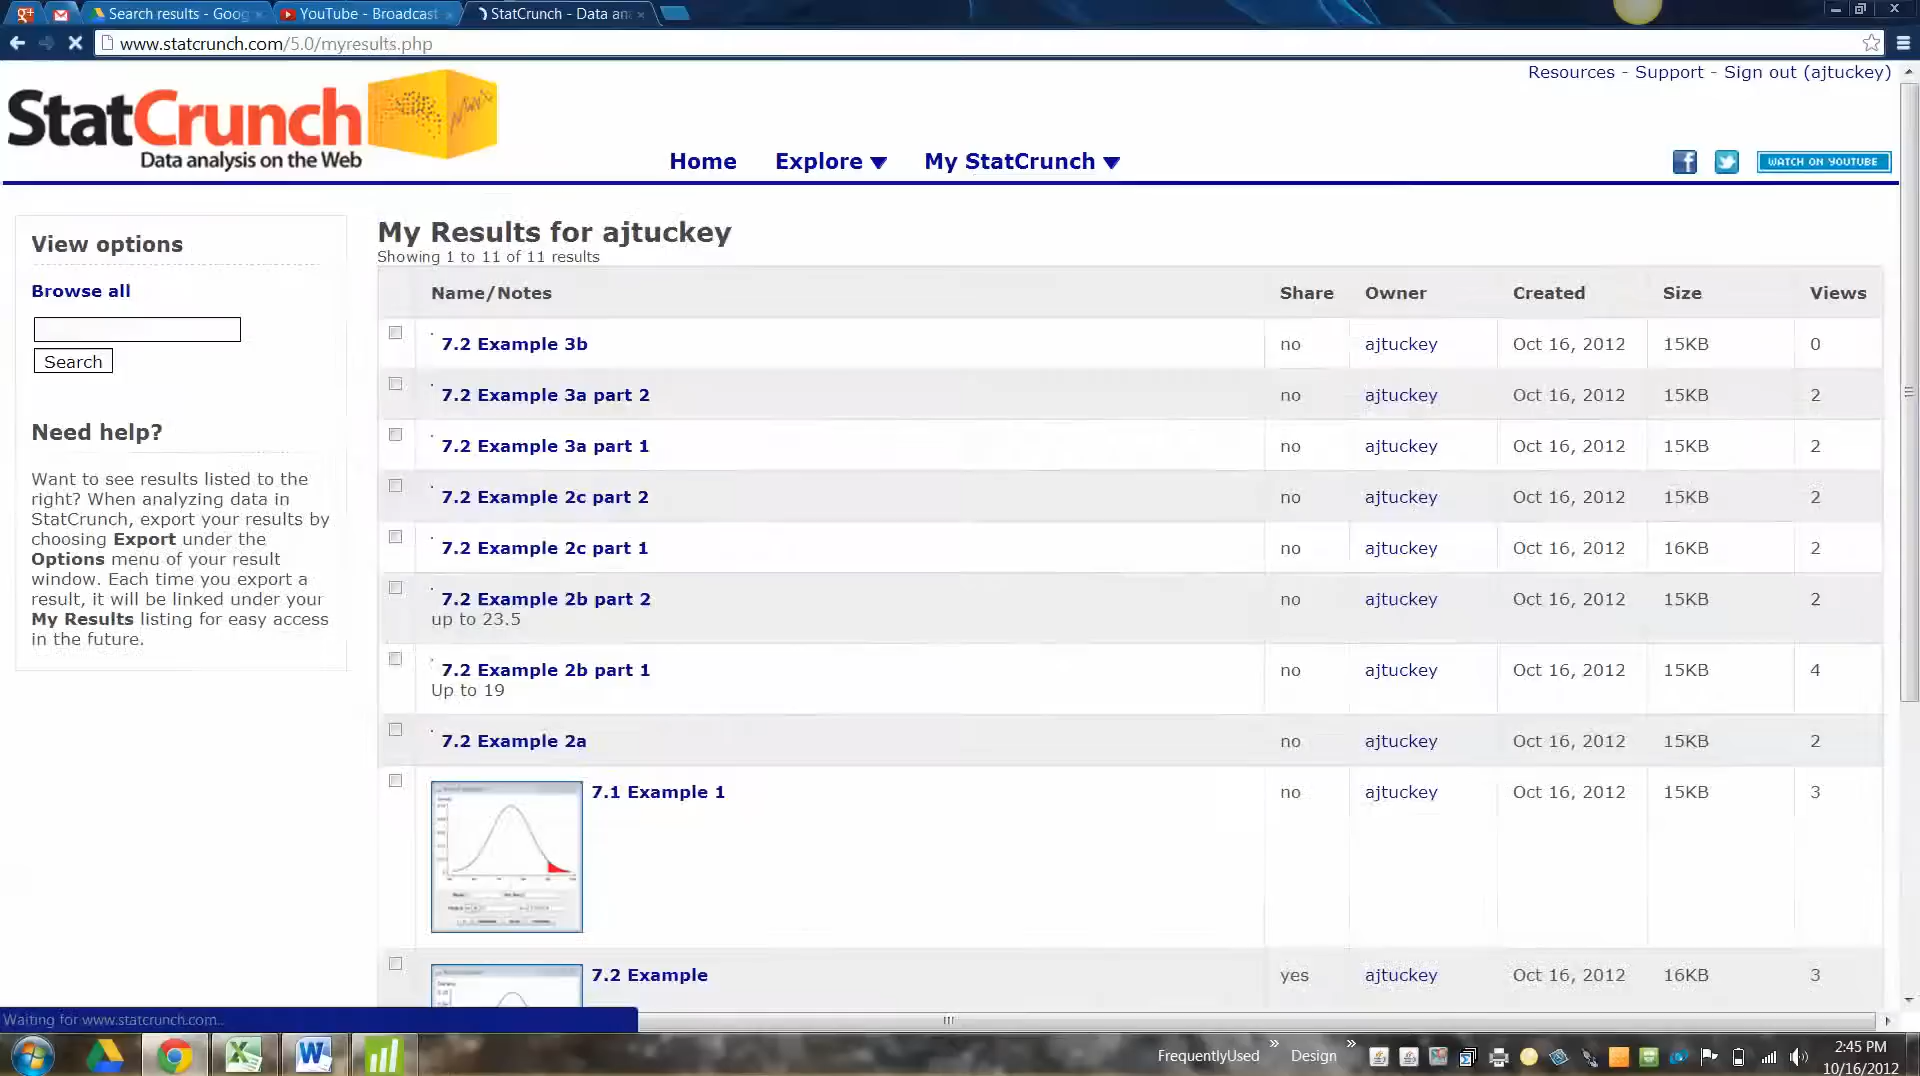 Search results - Goog
YouTube - Broadcast
StatCrunch - Data an
www.statcrunch.com/5.0/myresults.php
Resources - Support - Sign out (ajtuckey)
StatCrunch
Data analysis on the Web
Home Explore My StatCrunch
WATCH ON YOUTUBE
View options
Browse all
Search
Need help?
Want to see results listed to the
right? When analyzing data in
StatCrunch, export your results by
choosing Export under the
Options menu of your result
window. Each time you export a
result, it will be linked under your
My Results listing for easy access
in the future.
My Results for ajtuckey
Showing 1 to 11 of 11 results
Name/Notes Share Owner Created Size Views
7.2 Example 3b no ajtuckey Oct 16, 2012 15KB 0
7.2 Example 3a part 2 no ajtuckey Oct 16, 2012 15KB 2
7.2 Example 3a part 1 no ajtuckey Oct 16, 2012 15KB 2
7.2 Example 2c part 2 no ajtuckey Oct 16, 2012 15KB 2
7.2 Example 2c part 1 no ajtuckey Oct 16, 2012 16KB 2
7.2 Example 2b part 2 no ajtuckey Oct 16, 2012 15KB 2
up to 23.5
7.2 Example 2b part 1 no ajtuckey Oct 16, 2012 15KB 4
Up to 19
7.2 Example 2a no ajtuckey Oct 16, 2012 15KB 2
7.1 Example 1 no ajtuckey Oct 16, 2012 15KB 3
7.2 Example yes ajtuckey Oct 16, 2012 16KB 3
Waiting for www.statcrunch.com...
FrequentlyUsed » Design »
2:45 PM
10/16/2012